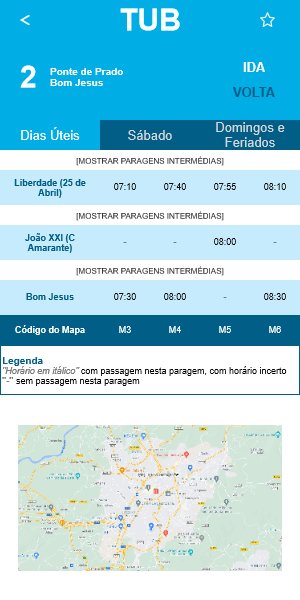 <
TUB
2
Ponte de Prado
Bom Jesus
IDA
VOLTA
Dias Úteis
Sábado
Domingos e
Feriados
[MOSTRAR PARAGENS INTERMÉDIAS]
Liberdade (25 de
Abril)
07:10 07:40 07:55 08:10
[MOSTRAR PARAGENS INTERMÉDIAS]
João XXI (C
Amarante)
- - 08:00 -
[MOSTRAR PARAGENS INTERMÉDIAS]
Bom Jesus 07:30 08:00 - 08:30
Código do Mapa M3 M4 M5 M6
Legenda
"Horário em itálico" com passagem nesta paragem, com horário incerto
"-" sem passagem nesta paragem